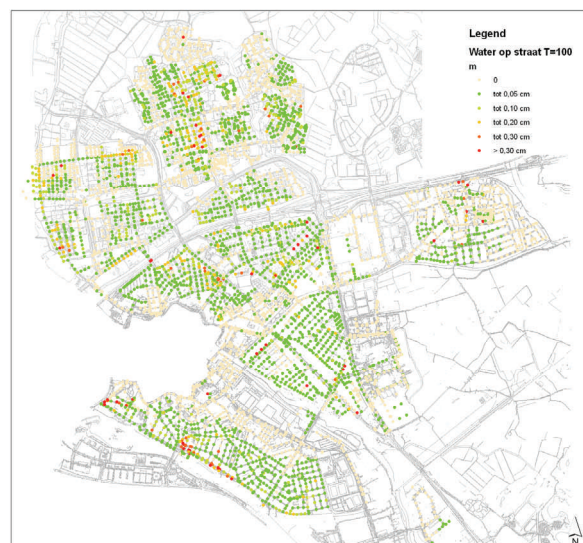 Legend
Water op straat T=100
m
0
tot 0,05 cm
tot 0,10 cm
tot 0,20 cm
tot 0,30 cm
> 0,30 cm
N